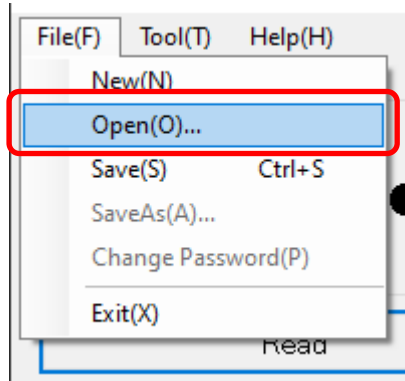 File(F) Tool(T) Help(H)
New(N)
Open(O)...
Save(S) Ctrl+S
SaveAs(A)...
Change Password(P)
Exit(X)
Read